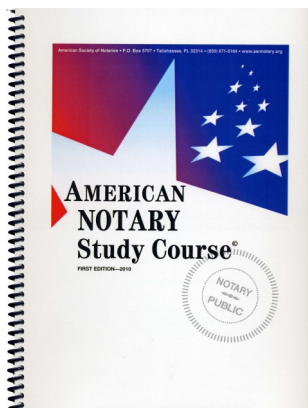 American Society of Notaries • P.O. Box 5707 • Tallahassee, FL 32314 • (850) 671-5164 • www.asnnotary.org
AMERICAN
NOTARY
Study Course©
FIRST EDITION—2010
NOTARY
PUBLIC